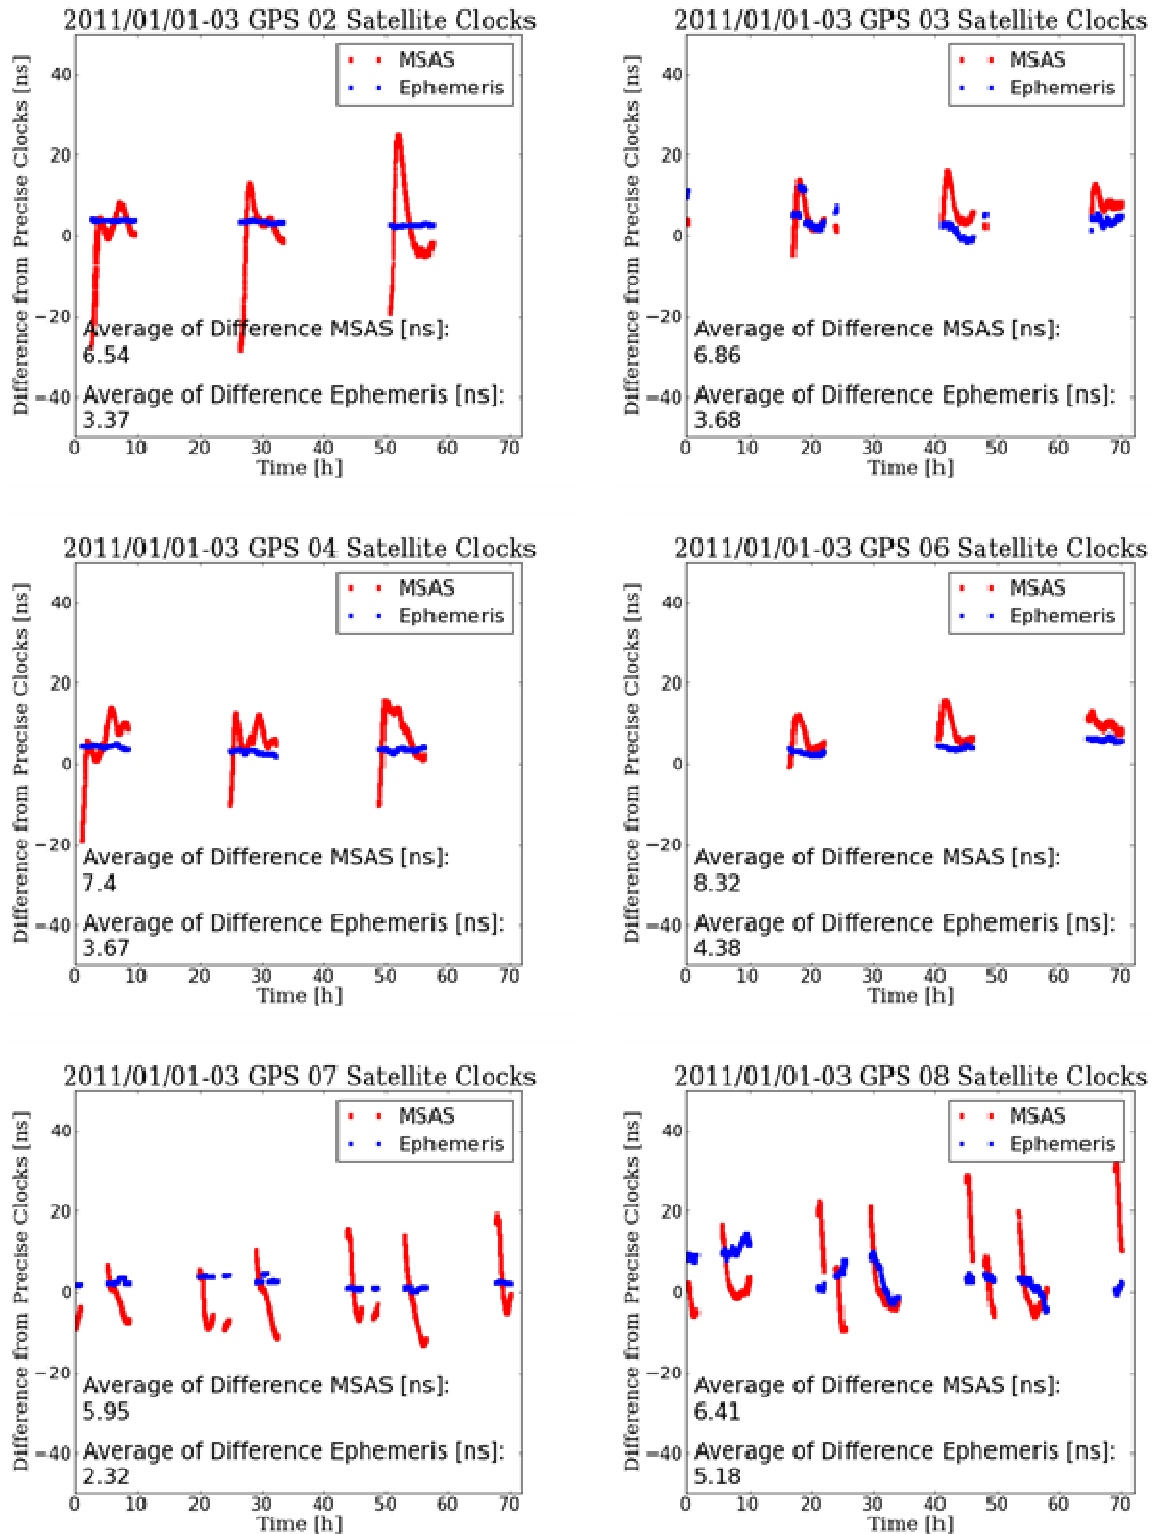 2011/01/01-03 GPS 02 Satellite Clocks
Difference from Precise Clocks [ns]
MSAS
Ephemeris
40
20
0
−20
−40
Average of Difference MSAS [ns]:
6.54
Average of Difference Ephemeris [ns]:
3.37
0 10 20 30 40 50 60 70
Time [h]
2011/01/01-03 GPS 03 Satellite Clocks
Difference from Precise Clocks [ns]
MSAS
Ephemeris
40
20
0
−20
−40
Average of Difference MSAS [ns]:
6.86
Average of Difference Ephemeris [ns]:
3.68
0 10 20 30 40 50 60 70
Time [h]
2011/01/01-03 GPS 04 Satellite Clocks
Difference from Precise Clocks [ns]
MSAS
Ephemeris
40
20
0
−20
−40
Average of Difference MSAS [ns]:
7.4
Average of Difference Ephemeris [ns]:
3.67
0 10 20 30 40 50 60 70
Time [h]
2011/01/01-03 GPS 06 Satellite Clocks
Difference from Precise Clocks [ns]
MSAS
Ephemeris
40
20
0
−20
−40
Average of Difference MSAS [ns]:
8.32
Average of Difference Ephemeris [ns]:
4.38
0 10 20 30 40 50 60 70
Time [h]
2011/01/01-03 GPS 07 Satellite Clocks
Difference from Precise Clocks [ns]
MSAS
Ephemeris
40
20
0
−20
−40
Average of Difference MSAS [ns]:
5.95
Average of Difference Ephemeris [ns]:
2.32
0 10 20 30 40 50 60 70
Time [h]
2011/01/01-03 GPS 08 Satellite Clocks
Difference from Precise Clocks [ns]
MSAS
Ephemeris
40
20
0
−20
−40
Average of Difference MSAS [ns]:
6.41
Average of Difference Ephemeris [ns]:
5.18
0 10 20 30 40 50 60 70
Time [h]